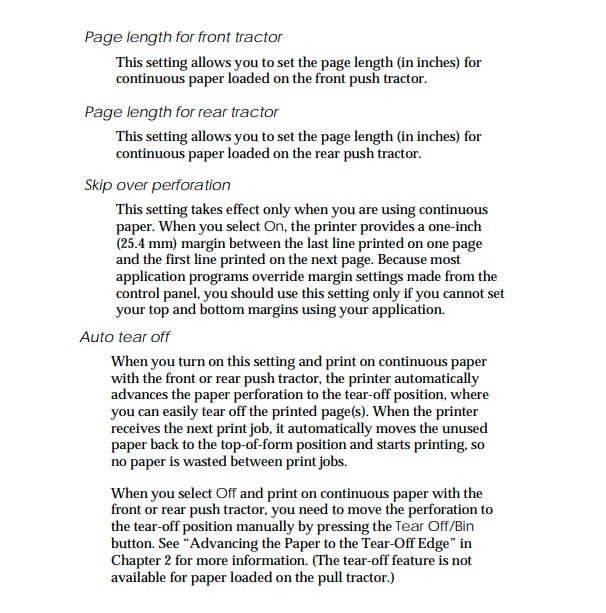 Page length for front tractor
This setting allows you to set the page length (in inches) for
continuous paper loaded on the front push tractor.
Page length for rear tractor
This setting allows you to set the page length (in inches) for
continuous paper loaded on the rear push tractor.
Skip over perforation
This setting takes effect only when you are using continuous
paper. When you select On, the printer provides a one-inch
(25.4 mm) margin between the last line printed on one page
and the first line printed on the next page. Because most
application programs override margin settings made from the
control panel, you should use this setting only if you cannot set
your top and bottom margins using your application.
Auto tear off
When you turn on this setting and print on continuous paper
with the front or rear push tractor, the printer automatically
advances the paper perforation to the tear-off position, where
you can easily tear off the printed page(s). When the printer
receives the next print job, it automatically moves the unused
paper back to the top-of-form position and starts printing, so
no paper is wasted between print jobs.
When you select Off and print on continuous paper with the
front or rear push tractor, you need to move the perforation to
the tear-off position manually by pressing the Tear Off/Bin
button. See “Advancing the Paper to the Tear-Off Edge” in
Chapter 2 for more information. (The tear-off feature is not
available for paper loaded on the pull tractor.)